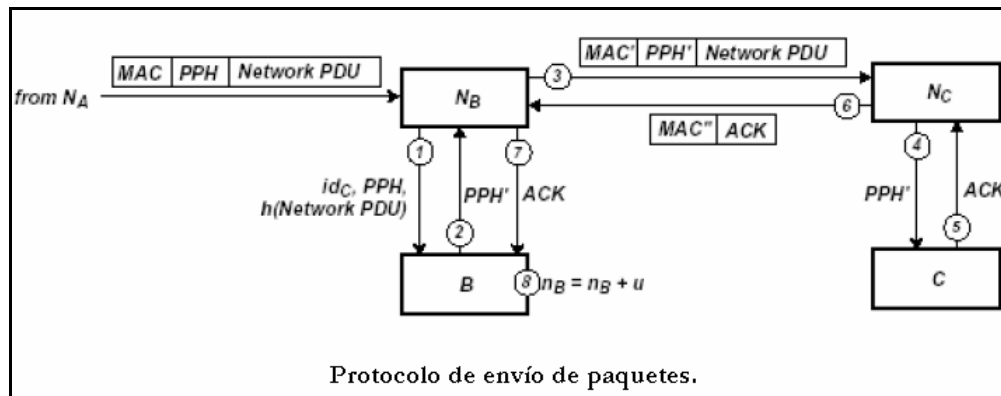 MAC PPH Network PDU
from N_A
N_B
MAC' PPH' Network PDU
3
N_C
6
MAC" ACK
1
7
4
id_C, PPH,
h(Network PDU)
PPH'
ACK
PPH'
ACK
2
5
B
8 n_B = n_B + u
C
Protocolo de envío de paquetes.